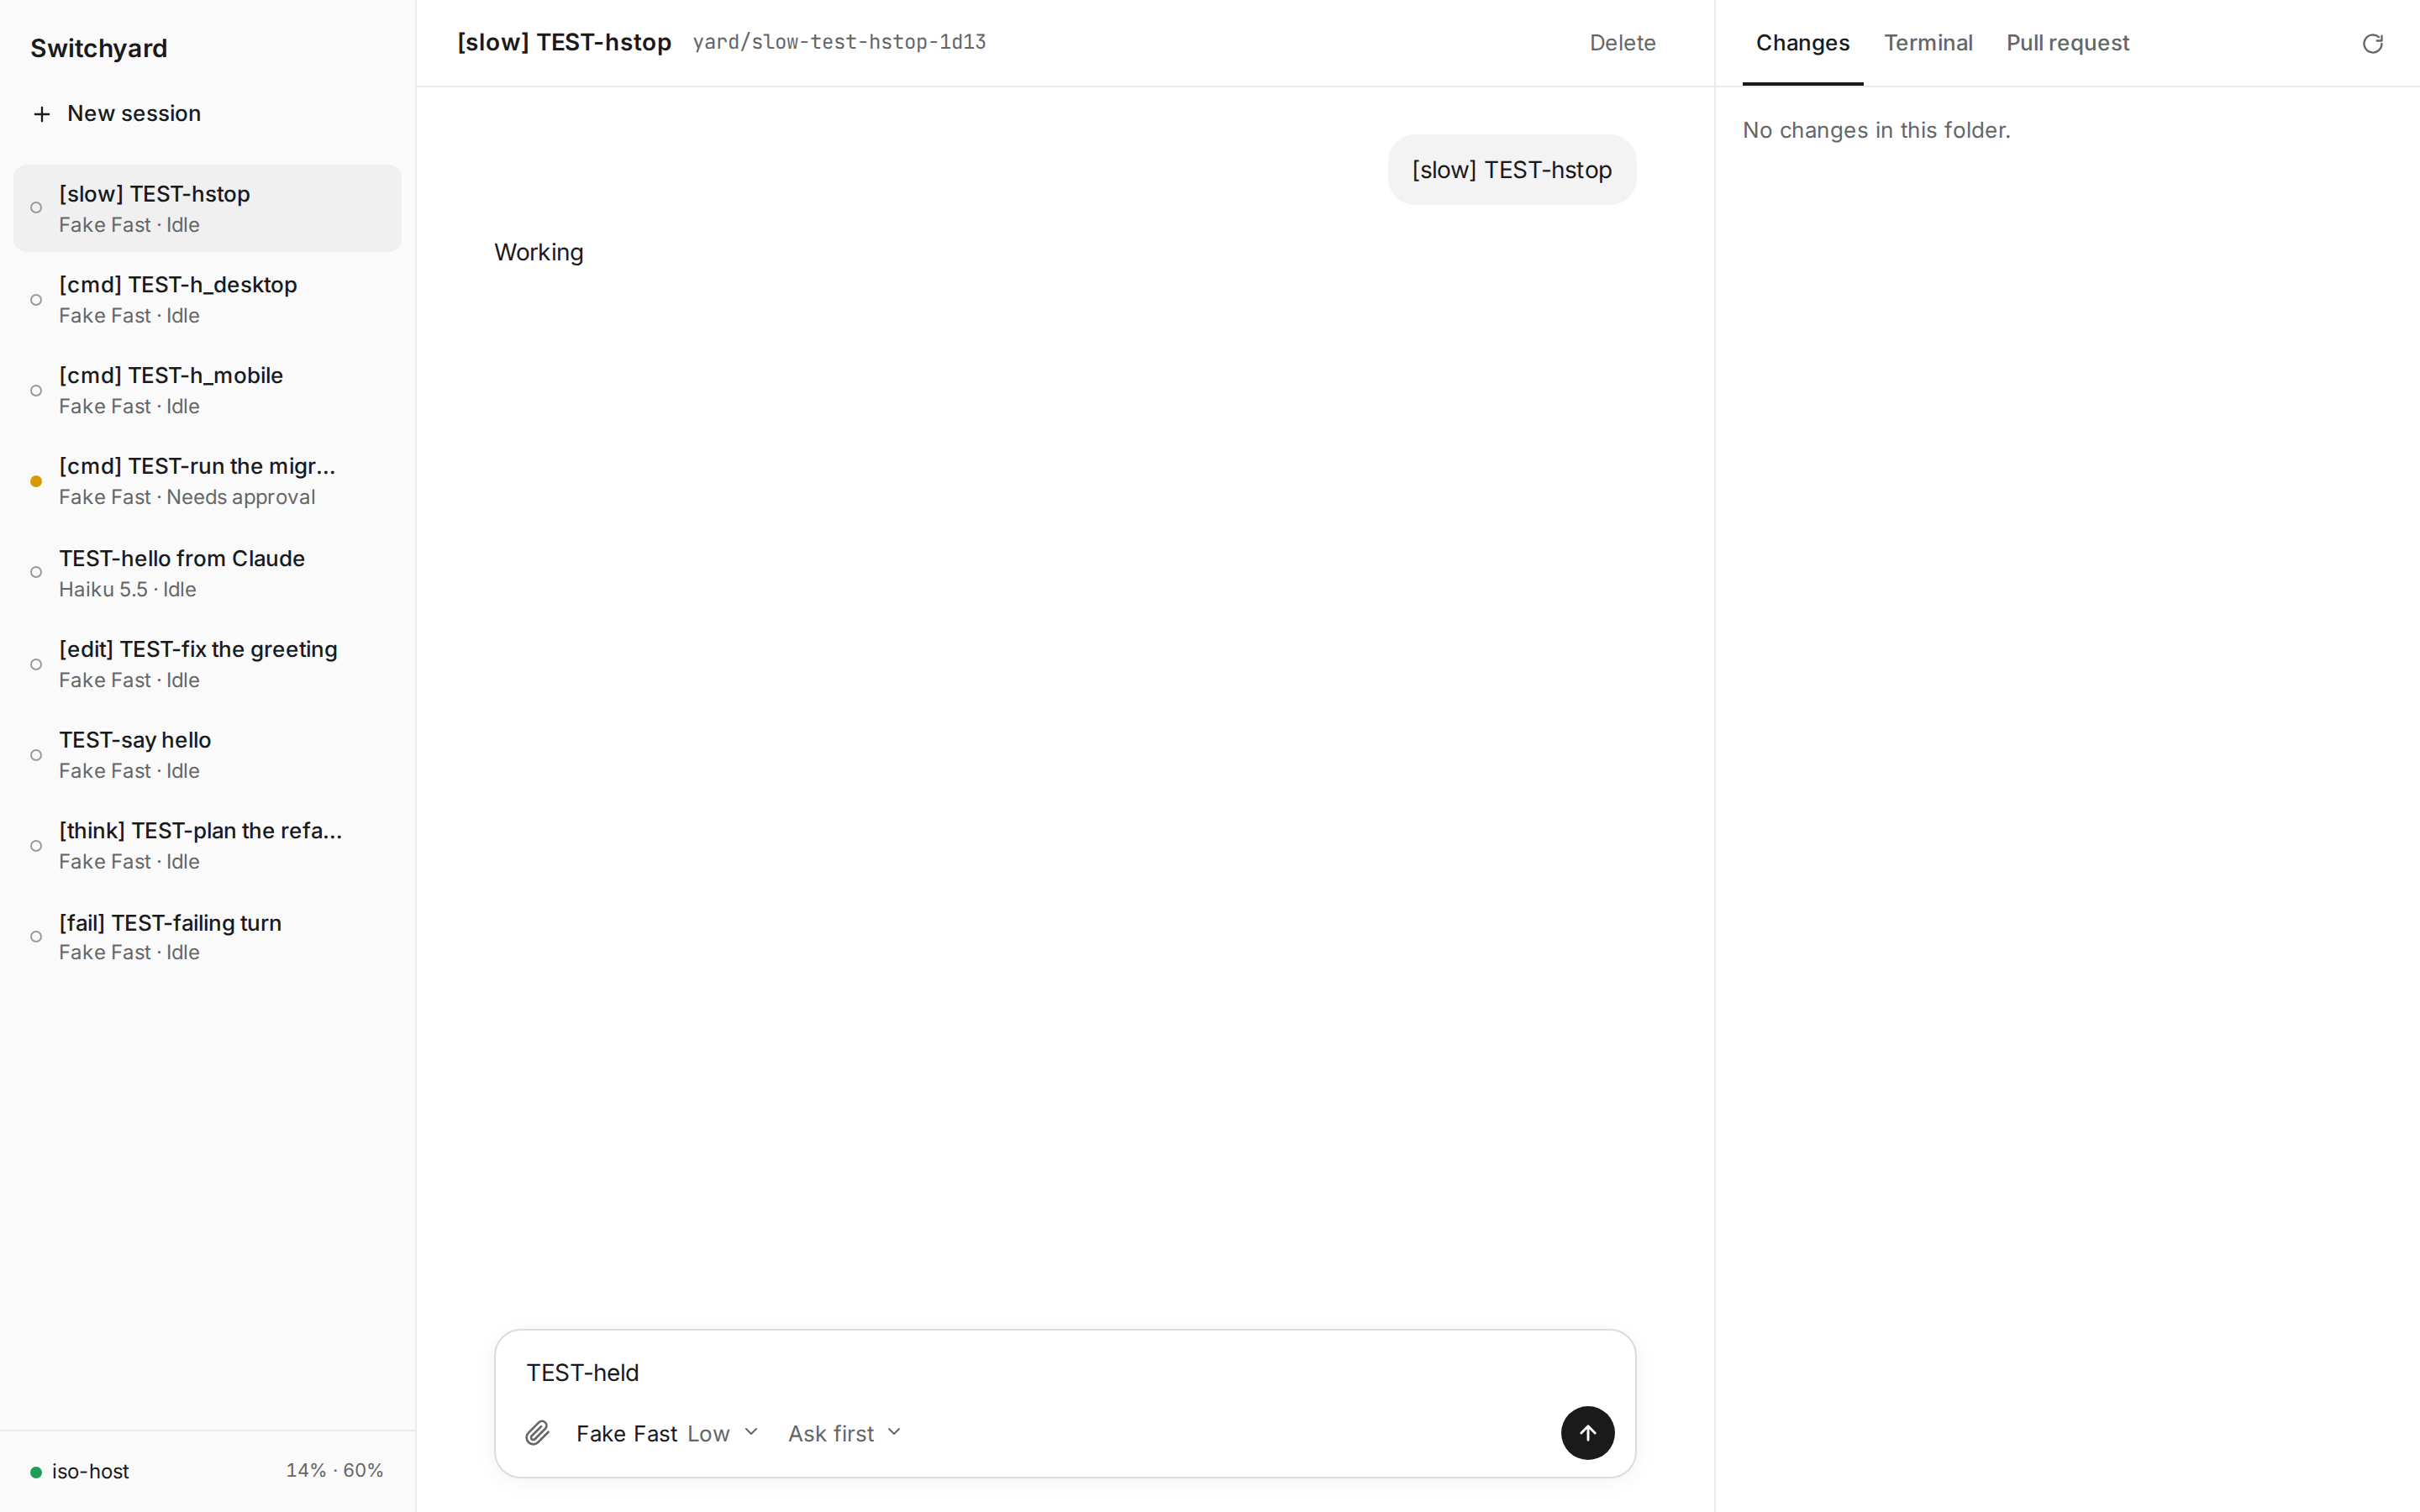 Switchyard
New session
[slow] TEST-hstop
Fake Fast · Idle
[cmd] TEST-h_desktop
Fake Fast · Idle
[cmd] TEST-h_mobile
Fake Fast · Idle
[cmd] TEST-run the migr...
Fake Fast · Needs approval
TEST-hello from Claude
Haiku 5.5 · Idle
[edit] TEST-fix the greeting
Fake Fast · Idle
TEST-say hello
Fake Fast · Idle
[think] TEST-plan the refa...
Fake Fast · Idle
[fail] TEST-failing turn
Fake Fast · Idle
iso-host 14% · 60%
[slow] TEST-hstop yard/slow-test-hstop-1d13 Delete
[slow] TEST-hstop
Working
TEST-held
Fake Fast Low Ask first
Changes Terminal Pull request
No changes in this folder.